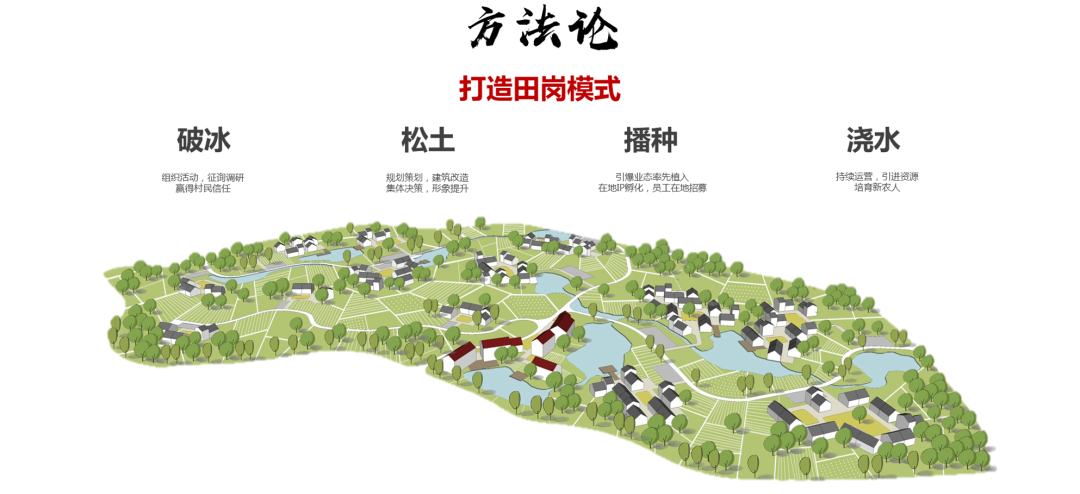 方法论
打造田岗模式
破冰
组织活动，征询调研
赢得村民信任
松土
规划策划，建筑改造
集体决策，形象提升
播种
引爆业态率先植入
在地IP孵化，员工在地招募
浇水
持续运营，引进资源
培育新农人